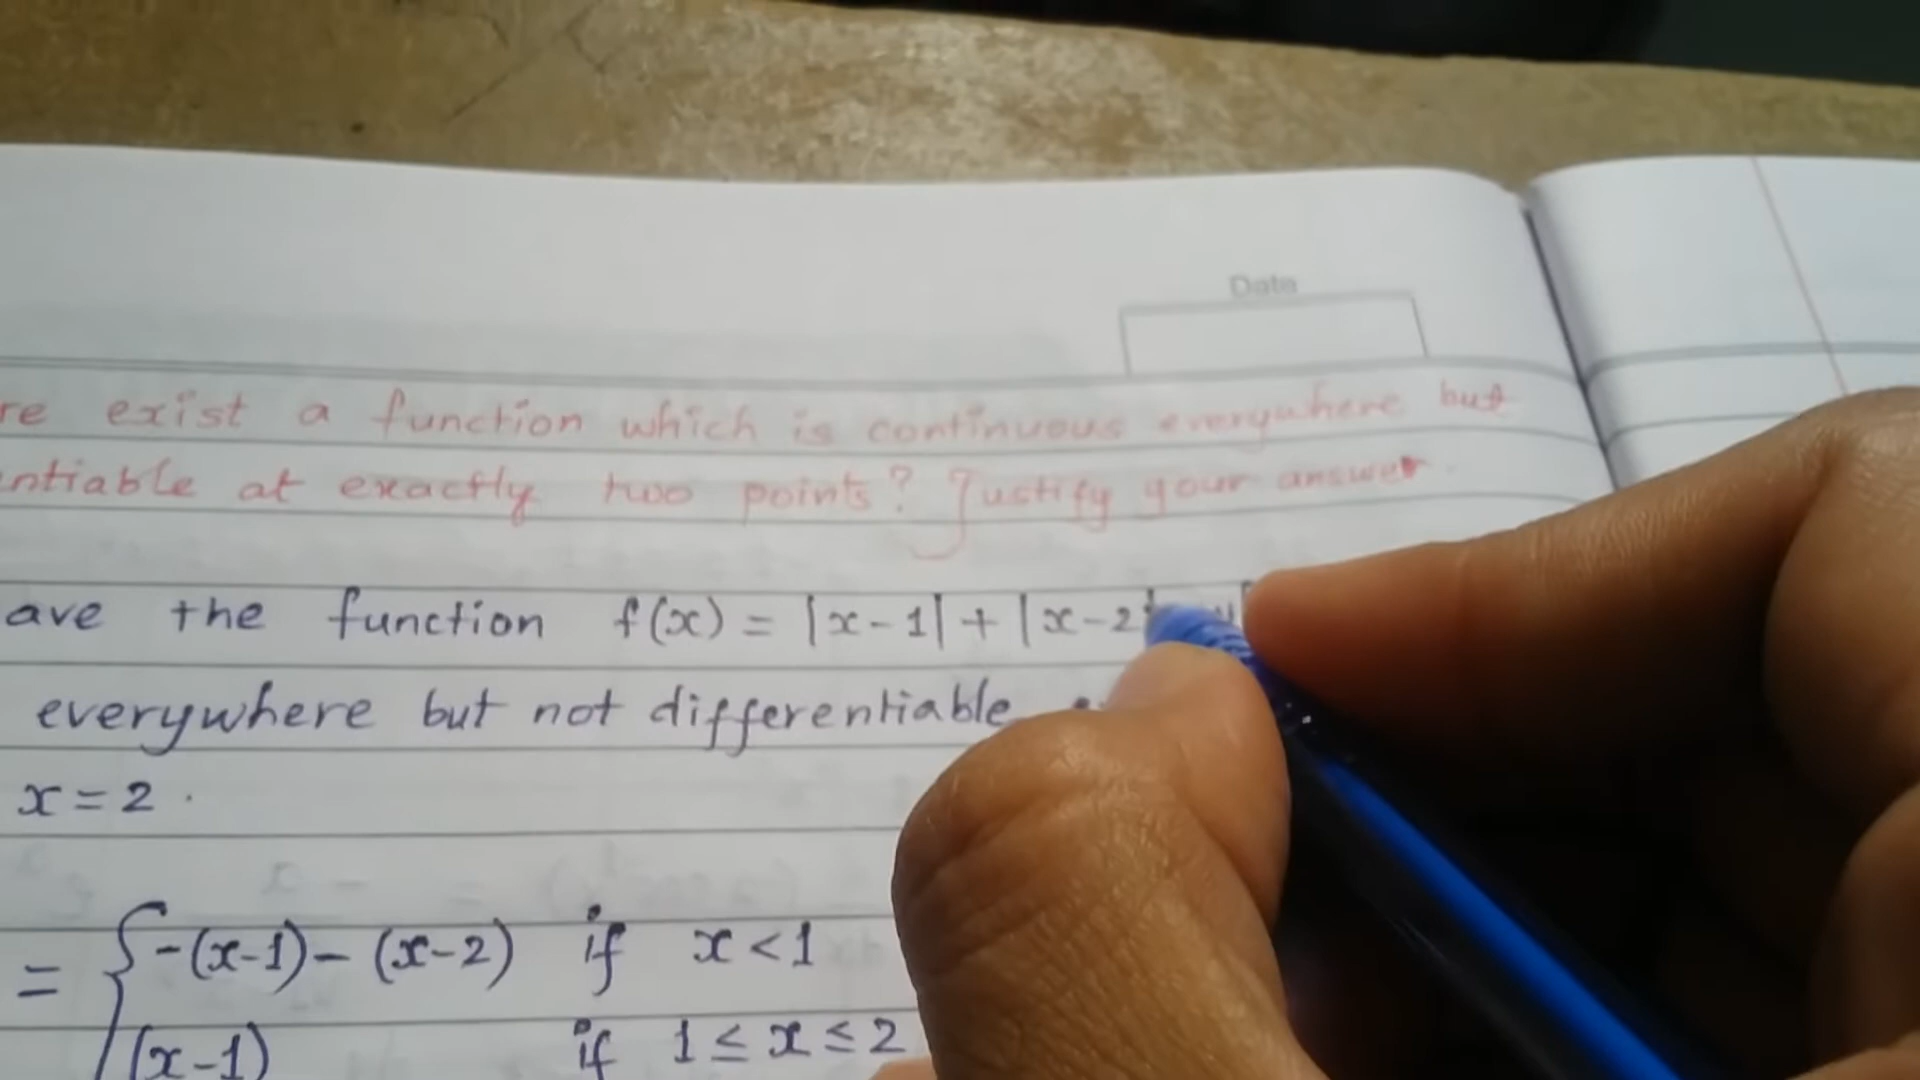 Date
re exist a function which is continuous everywhere but
entiable at exactly two points? Justify your answer.
ave the function f(x) = |x-1| + |x-2|
everywhere but not differentiable
x = 2.
= { -(x-1) - (x-2) if x < 1
(x-1) if 1 ≤ x ≤ 2